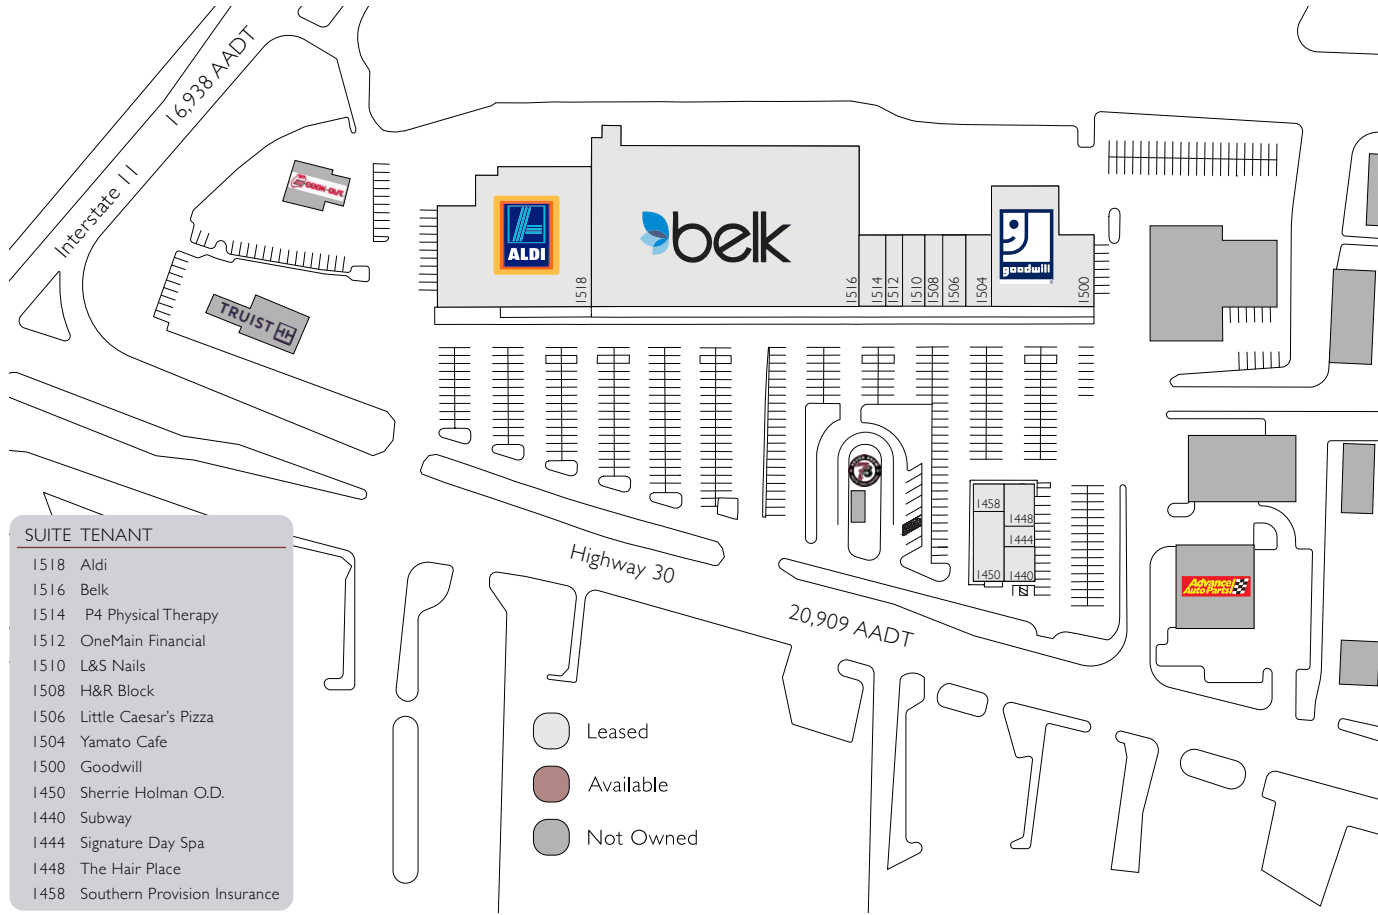 16,938 AADT
Interstate 11
COOK-OUT
TRUIST
ALDI
belk
goodwill
1518
1516
1514
1512
1510
1508
1506
1504
1500
7
1458
1448
1444
1450
1440
Highway 30
20,909 AADT
Advance
Auto Parts
SUITE TENANT
1518 Aldi
1516 Belk
1514 P4 Physical Therapy
1512 OneMain Financial
1510 L&S Nails
1508 H&R Block
1506 Little Caesar's Pizza
1504 Yamato Cafe
1500 Goodwill
1450 Sherrie Holman O.D.
1440 Subway
1444 Signature Day Spa
1448 The Hair Place
1458 Southern Provision Insurance
Leased
Available
Not Owned